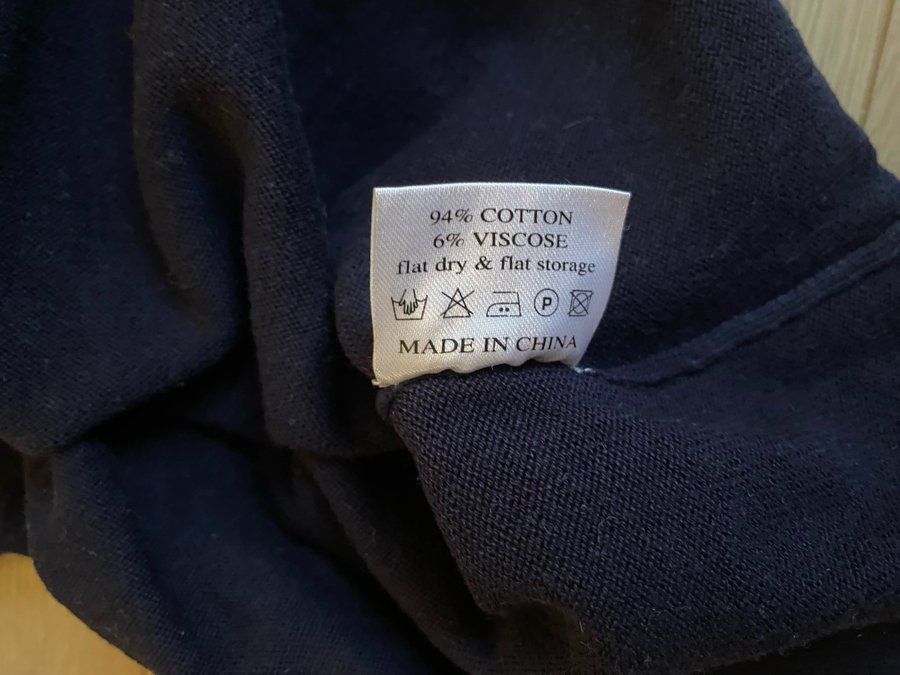 94% COTTON
6% VISCOSE
flat dry & flat storage
P
MADE IN CHINA